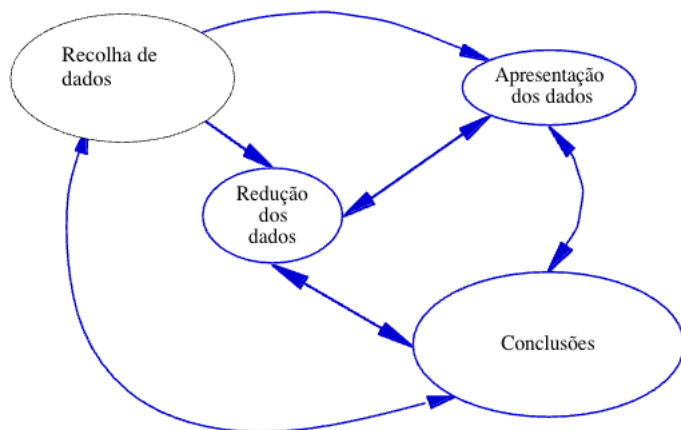 Recolha de
dados
Apresentação
dos dados
Redução
dos
dados
Conclusões